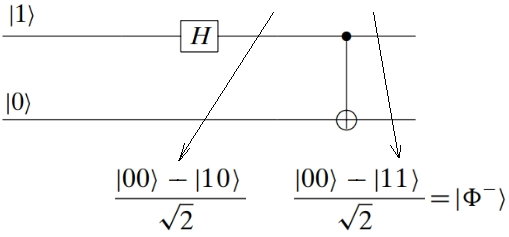 |1⟩
H
|0⟩
|00⟩ − |10⟩ / √2
|00⟩ − |11⟩ / √2 = |Φ⁻⟩